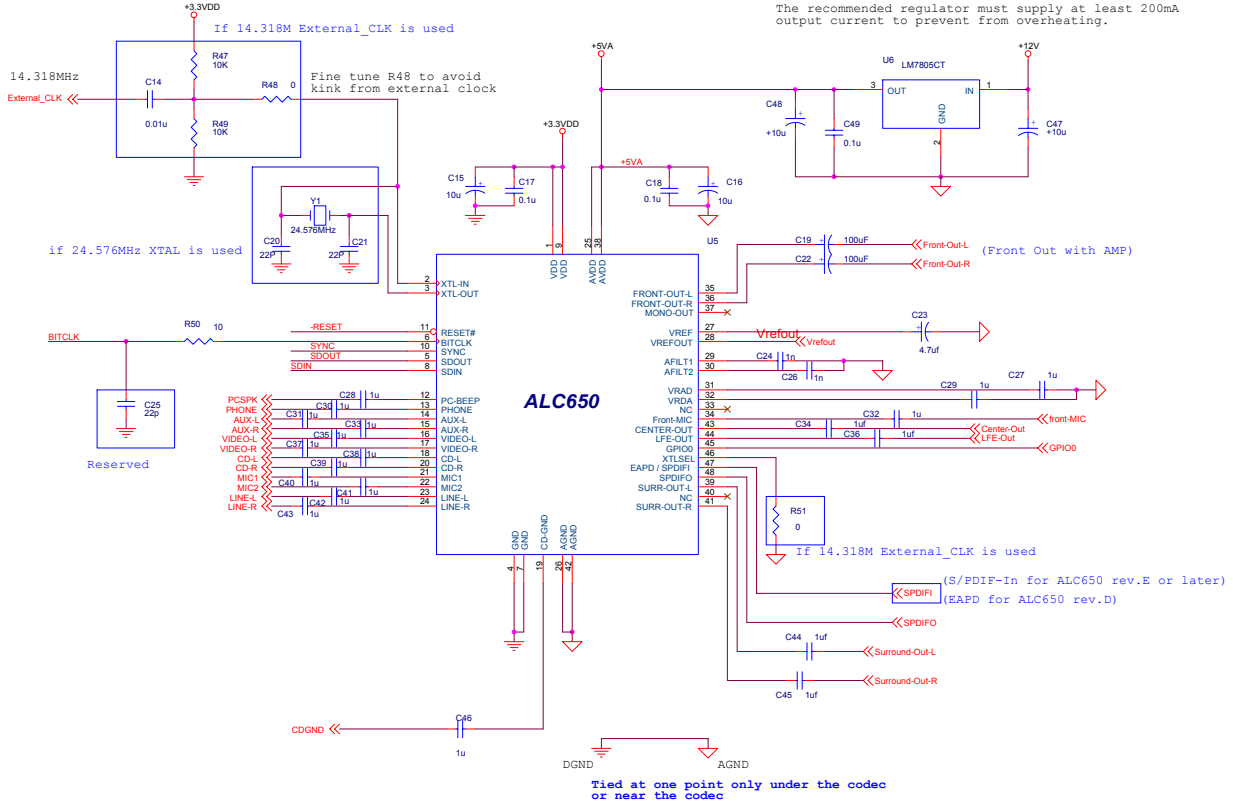 The recommended regulator must supply at least 200mA
output current to prevent from overheating.
+3.3VDD
If 14.318M External_CLK is used
R47
10K
14.318MHz
External_CLK
C14
0.01u
R48 0
Fine tune R48 to avoid
kink from external clock
R49
10K
+5VA
+12V
U6
LM7805CT
3 OUT IN 1
GND
2
C48
+10u
C49
0.1u
C47
+10u
+3.3VDD
+5VA
C15
10u
C17
0.1u
C18
0.1u
C16
10u
if 24.576MHz XTAL is used
Y1
24.576MHz
C20
22P
C21
22P
U5
1 VDD
9 VDD
25 AVDD
38 AVDD
ALC650
2 XTL-IN
3 XTL-OUT
-RESET 11 RESET#
BITCLK R50 10 6 BITCLK
SYNC 10 SYNC
SDOUT 5 SDOUT
SDIN 8 SDIN
C25
22p
Reserved
PCSPK C28 1u 12 PC-BEEP
PHONE C30 1u 13 PHONE
AUX-L C31 1u 14 AUX-L
AUX-R C33 1u 15 AUX-R
VIDEO-L C35 1u 16 VIDEO-L
VIDEO-R C37 1u 17 VIDEO-R
CD-L C38 1u 18 CD-L
CD-R C39 1u 20 CD-R
MIC1 C40 1u 21 MIC1
MIC2 C41 1u 22 MIC2
LINE-L C42 1u 23 LINE-L
LINE-R C43 1u 24 LINE-R
FRONT-OUT-L 35 C19 100uF Front-Out-L
FRONT-OUT-R 36 C22 100uF Front-Out-R
(Front Out with AMP)
MONO-OUT 37
VREF 27 C23 4.7uf
VREFOUT 28 Vrefout Vrefout
AFILT1 29 C24 1n
AFILT2 30 C26 1n
VRAD 31 C27 1u
VRDA 32 C29 1u
NC 33
Front-MIC 34 C32 1u front-MIC
CENTER-OUT 43 C34 1uf Center-Out
LFE-OUT 44 C36 1uf LFE-Out
GPIO0 45 GPIO0
XTLSEL 46
EAPD / SPDIFI 47
SPDIFO 48
SURR-OUT-L 39
NC 40
SURR-OUT-R 41
R51
0
If 14.318M External_CLK is used
4 GND
7 GND
19 CD-GND
26 AGND
42 AGND
SPDIFI
(S/PDIF-In for ALC650 rev.E or later)
(EAPD for ALC650 rev.D)
SPDIFO
C44 1uf Surround-Out-L
C45 1uf Surround-Out-R
CDGND C46
1u
DGND AGND
Tied at one point only under the codec
or near the codec